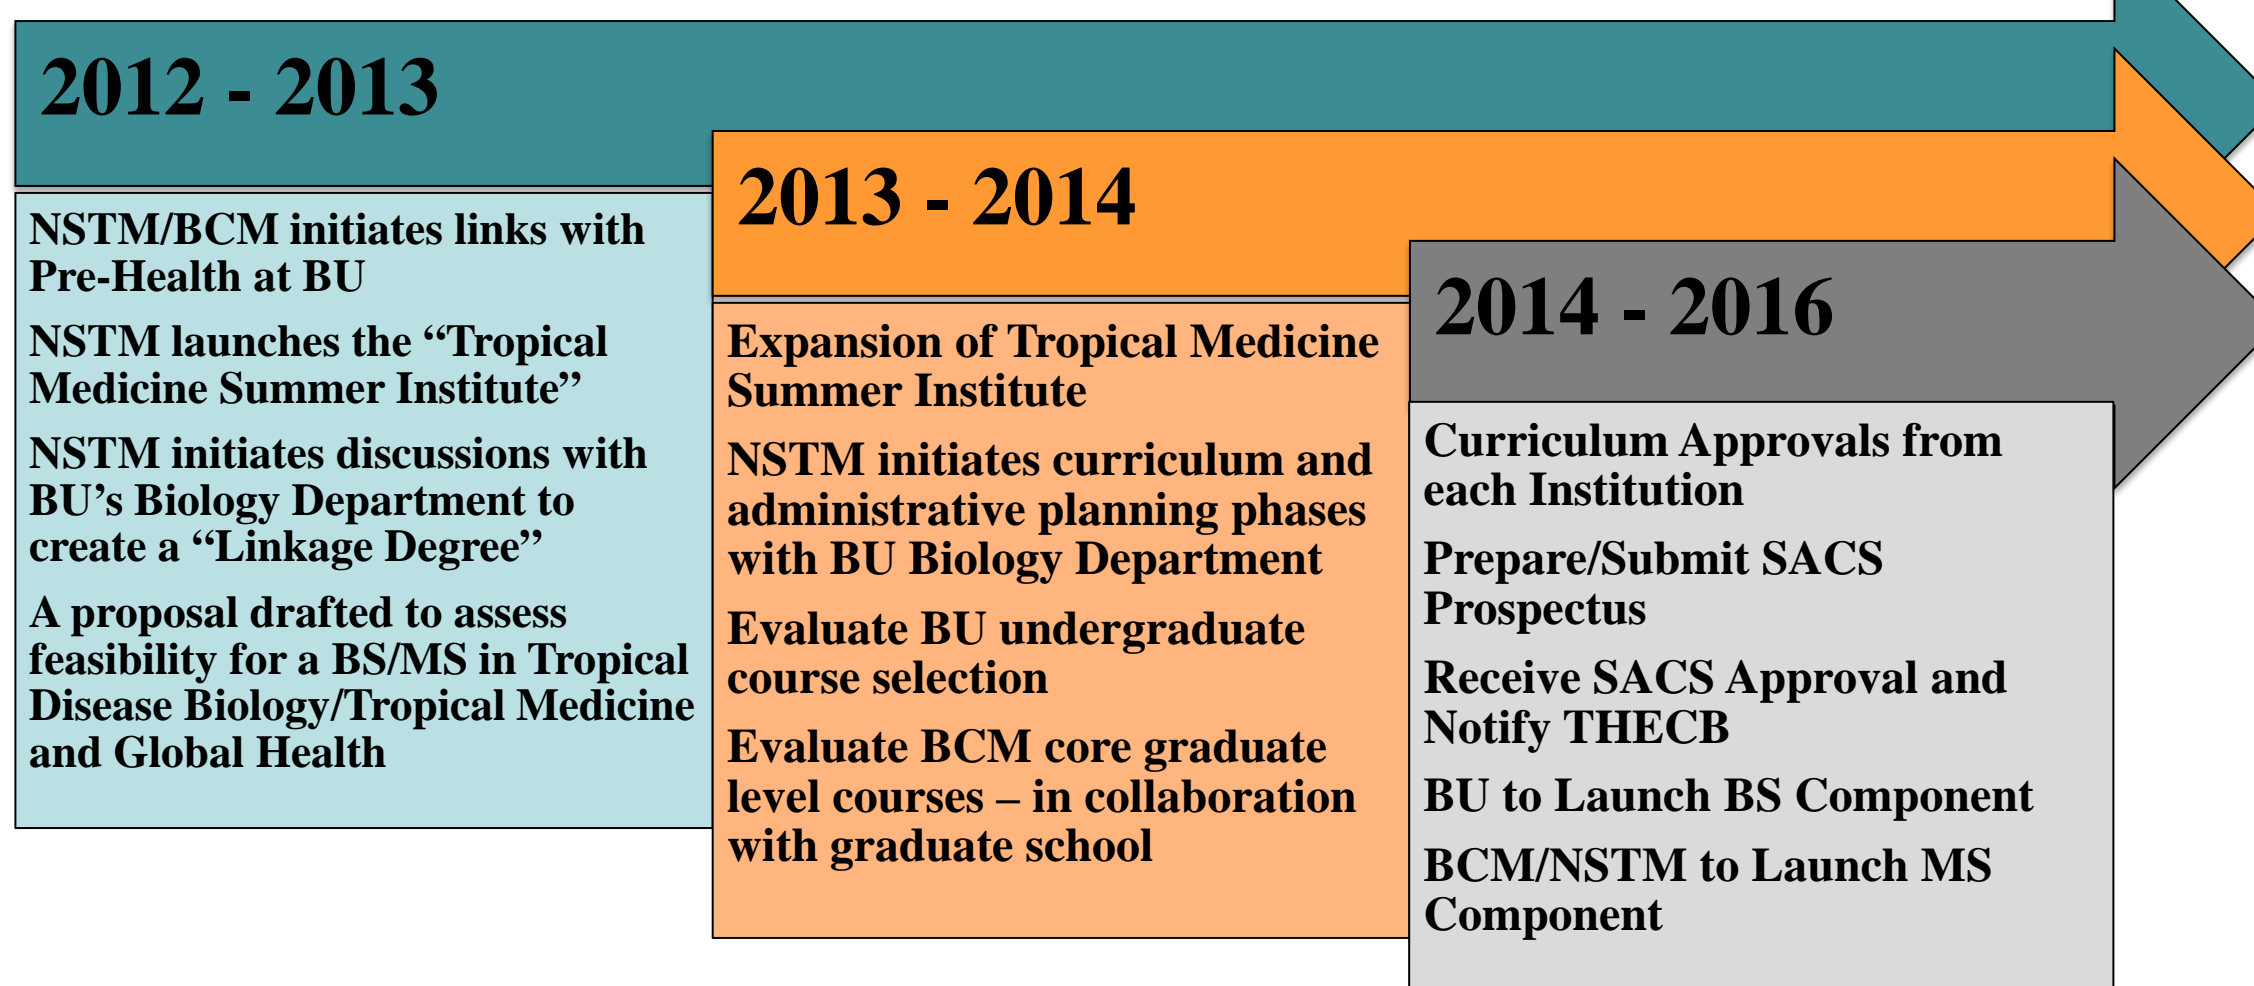 2012 - 2013
NSTM/BCM initiates links with
Pre-Health at BU
NSTM launches the “Tropical
Medicine Summer Institute”
NSTM initiates discussions with
BU’s Biology Department to
create a “Linkage Degree”
A proposal drafted to assess
feasibility for a BS/MS in Tropical
Disease Biology/Tropical Medicine
and Global Health
2013 - 2014
Expansion of Tropical Medicine
Summer Institute
NSTM initiates curriculum and
administrative planning phases
with BU Biology Department
Evaluate BU undergraduate
course selection
Evaluate BCM core graduate
level courses – in collaboration
with graduate school
2014 - 2016
Curriculum Approvals from
each Institution
Prepare/Submit SACS
Prospectus
Receive SACS Approval and
Notify THECB
BU to Launch BS Component
BCM/NSTM to Launch MS
Component